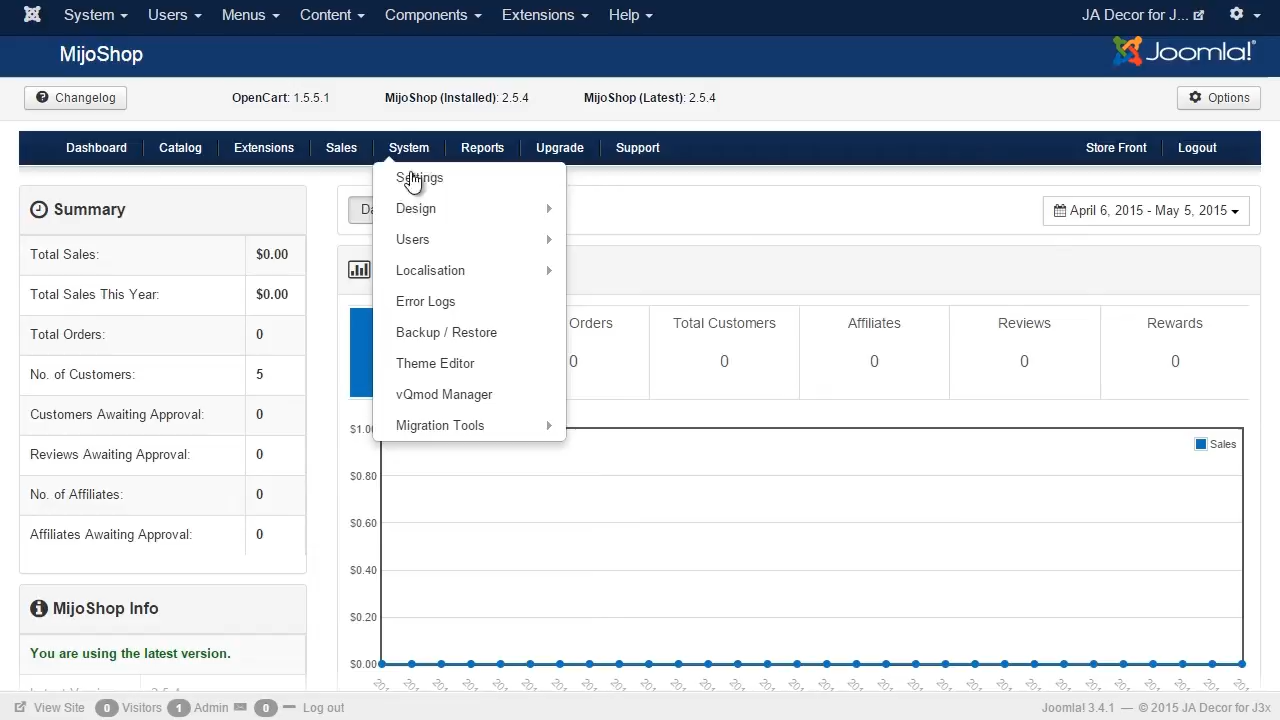 System Users Menus Content Components Extensions Help JA Decor for J...
MijoShop
Joomla!®
Changelog OpenCart: 1.5.5.1 MijoShop (Installed): 2.5.4 MijoShop (Latest): 2.5.4 Options
Dashboard Catalog Extensions Sales System Reports Upgrade Support Store Front Logout
Settings
Design
Users
Localisation
Error Logs
Backup / Restore
Theme Editor
vQmod Manager
Migration Tools
April 6, 2015 - May 5, 2015
Summary
Total Sales: $0.00
Total Sales This Year: $0.00
Total Orders: 0
No. of Customers: 5
Customers Awaiting Approval: 0
Reviews Awaiting Approval: 0
No. of Affiliates: 0
Affiliates Awaiting Approval: 0
MijoShop Info
You are using the latest version.
2.5.4
Orders Total Customers Affiliates Reviews Rewards
0 0 0 0 0
Sales
$0.80
$0.60
$0.40
$0.20
$0.00
View Site 0 Visitors 1 Admin 0 Log out
Joomla! 3.4.1 — © 2015 JA Decor for J3x